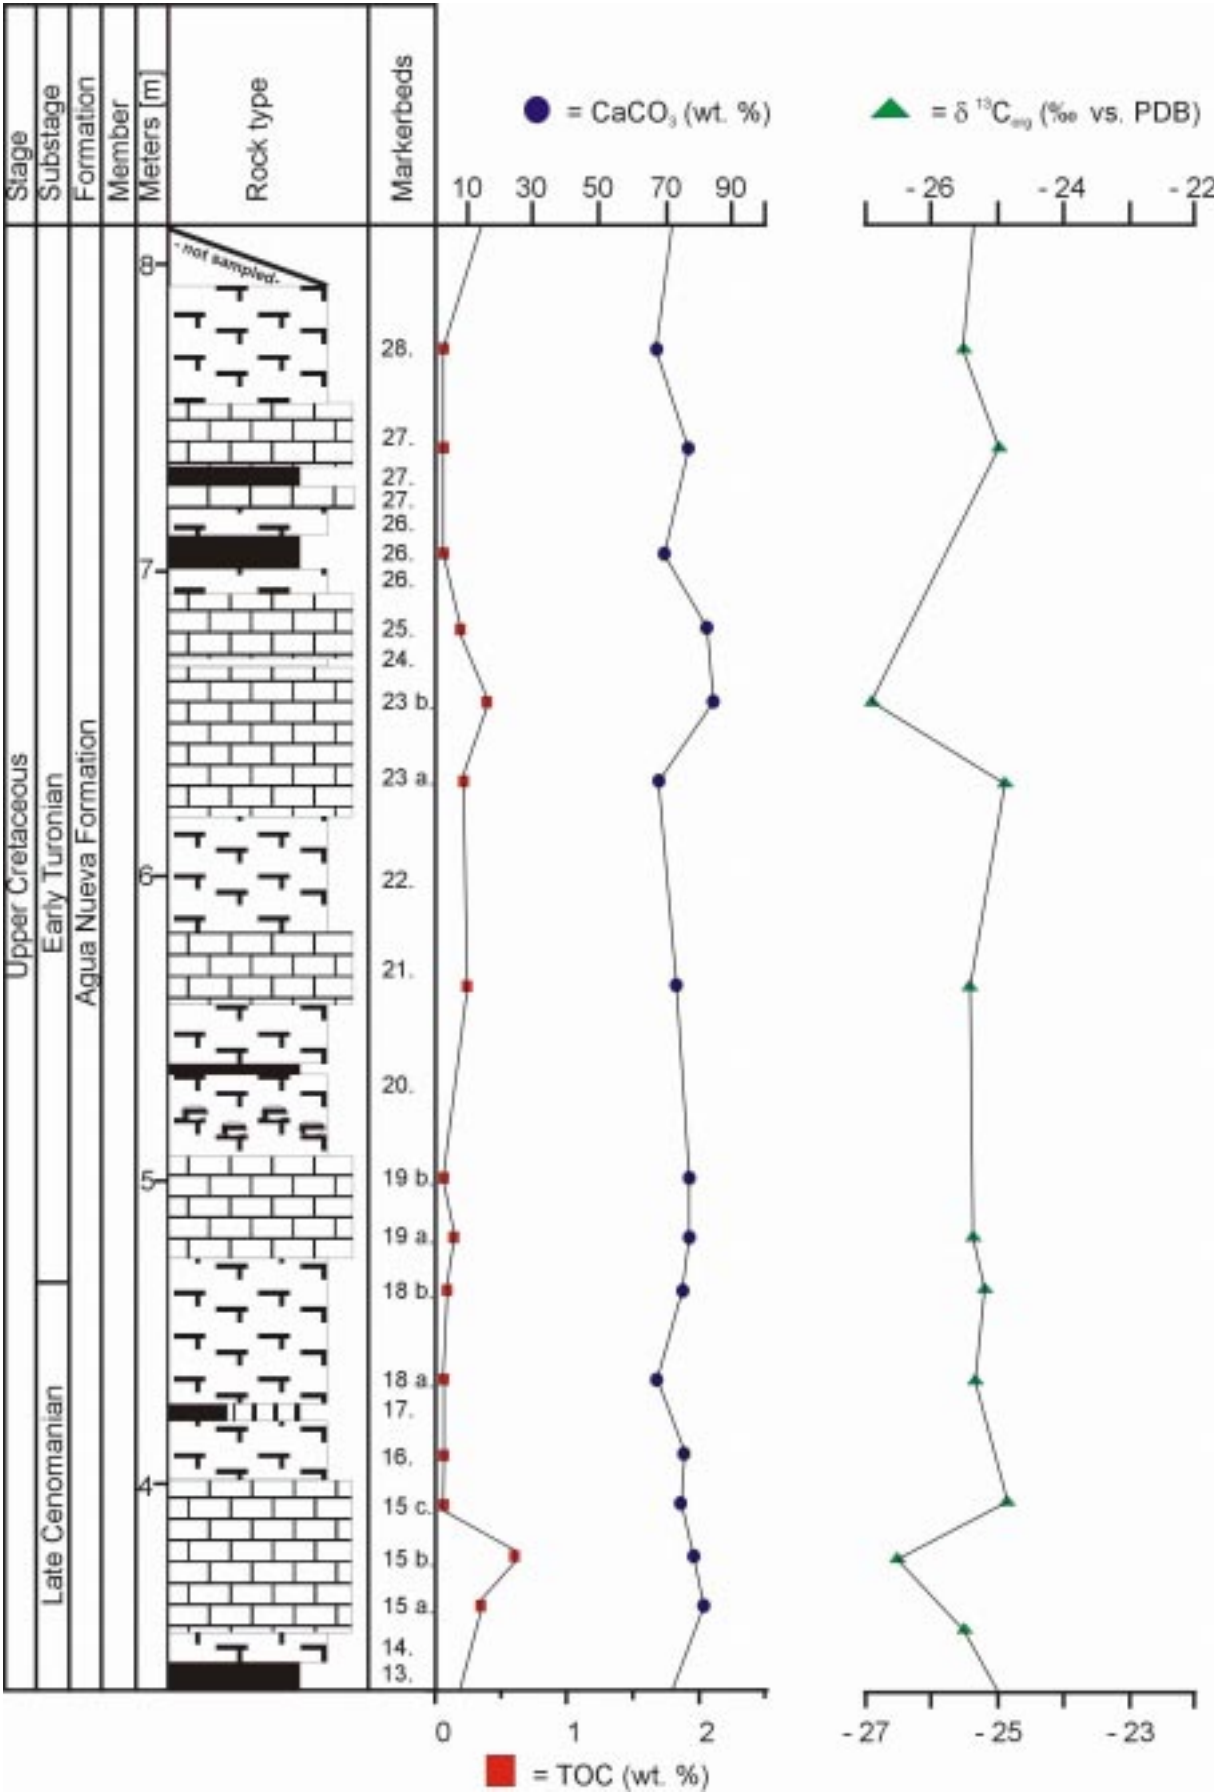 Stage
Substage
Formation
Member
Meters [m]
Rock type
Markerbeds
= CaCO₃ (wt. %)
= δ ¹³Cₒᵣg (‰ vs. PDB)
10 30 50 70 90
- 26 - 24 - 22
- not sampled-
8
7
6
5
4
Upper Cretaceous
Early Turonian
Late Cenomanian
Agua Nueva Formation
28.
27.
27.
27.
26.
26.
26.
25.
24.
23 b.
23 a.
22.
21.
20.
19 b.
19 a.
18 b.
18 a.
17.
16.
15 c.
15 b.
15 a.
14.
13.
0 1 2
- 27 - 25 - 23
= TOC (wt. %)